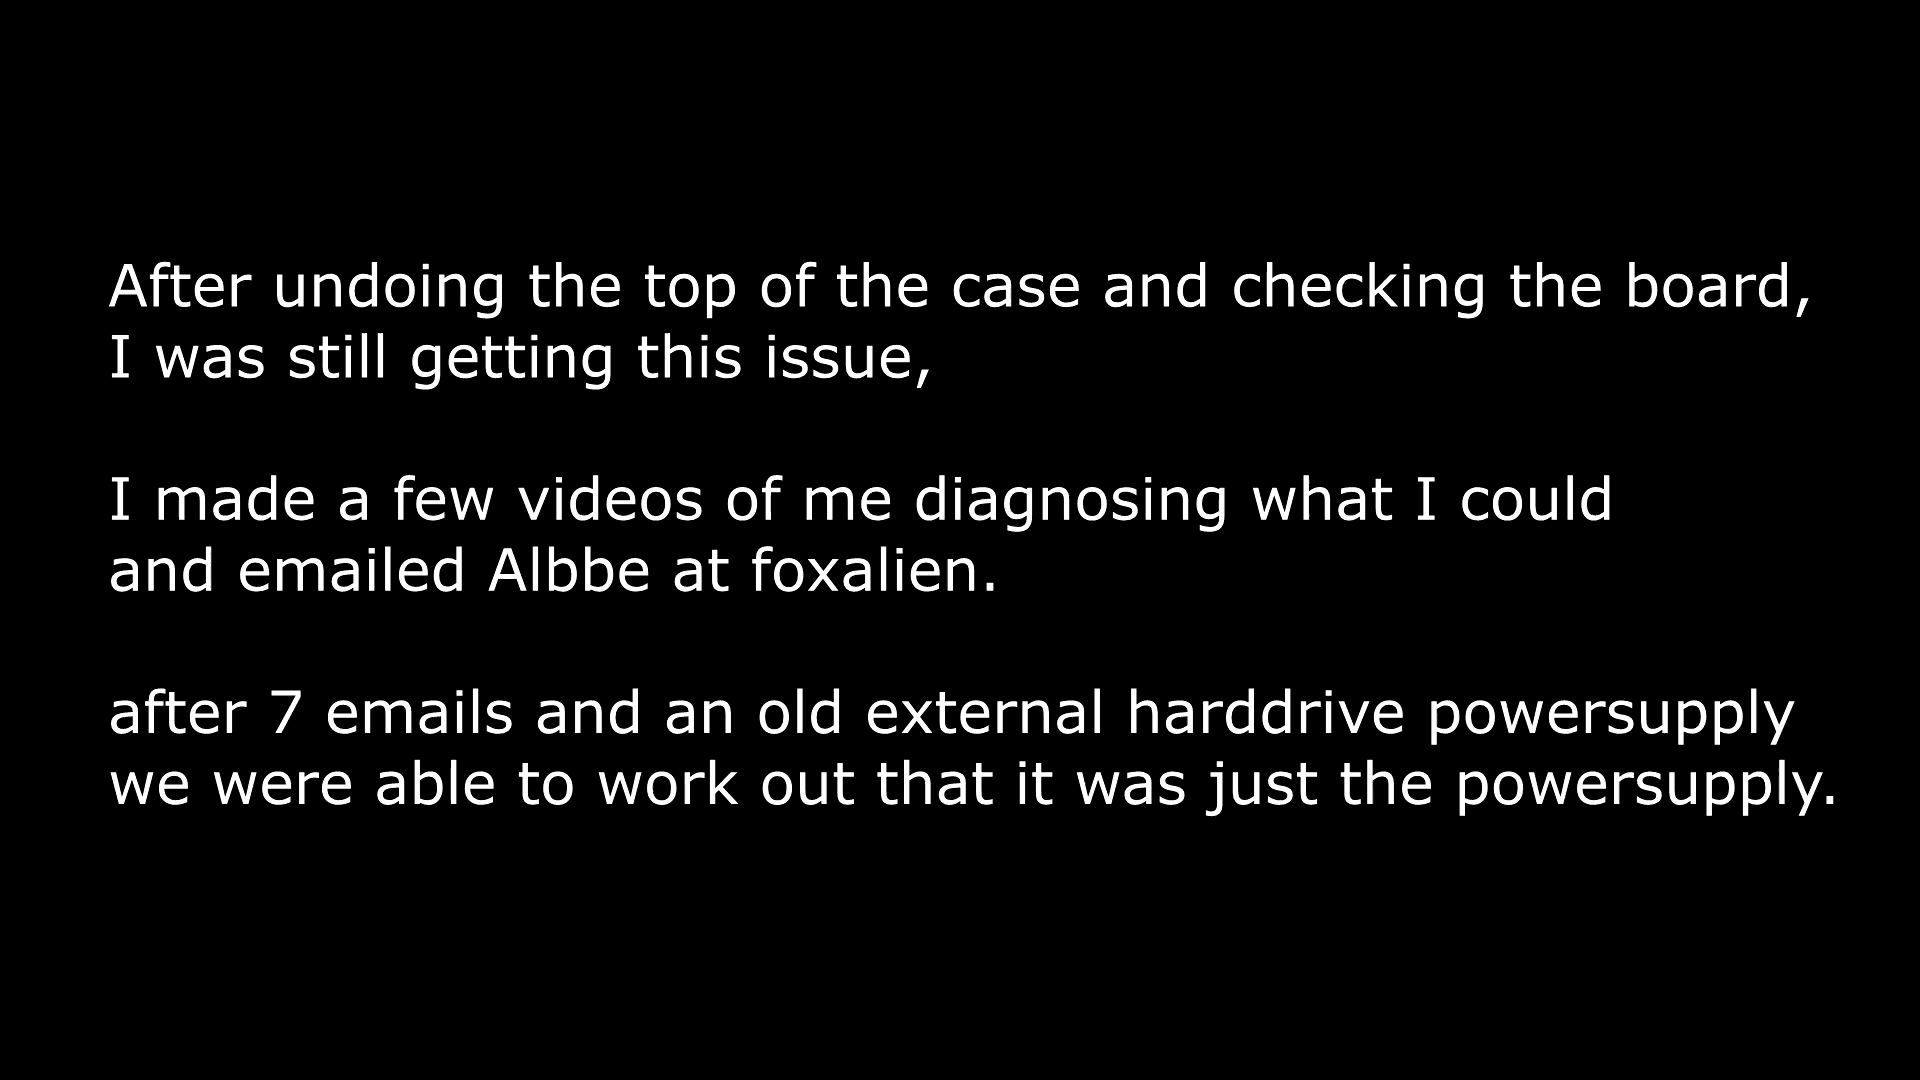 After undoing the top of the case and checking the board,
I was still getting this issue,
I made a few videos of me diagnosing what I could
and emailed Albbe at foxalien.
after 7 emails and an old external harddrive powersupply
we were able to work out that it was just the powersupply.